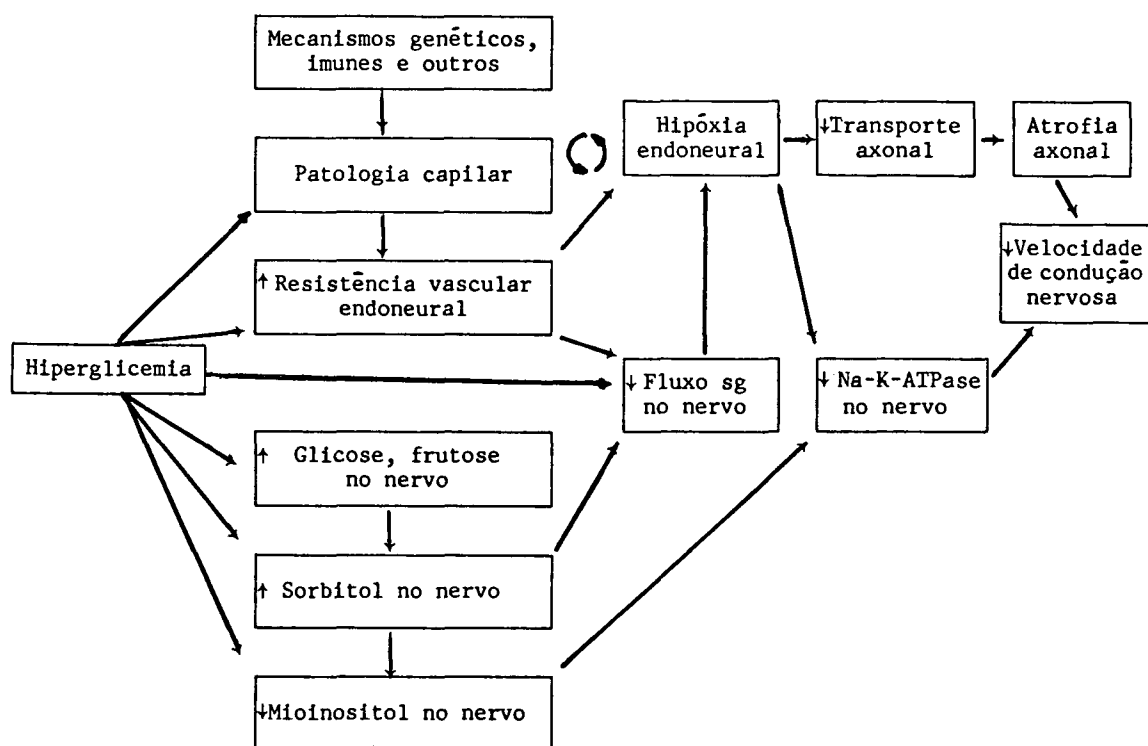 Mecanismos genéticos,
imunes e outros
Patologia capilar
↑ Resistência vascular
endoneural
Hiperglicemia
↑ Glicose, frutose
no nervo
↑ Sorbitol no nervo
↓Mioinositol no nervo
Hipóxia
endoneural
↓ Fluxo sg
no nervo
↓Transporte
axonal
↓ Na-K-ATPase
no nervo
Atrofia
axonal
↓Velocidade
de condução
nervosa